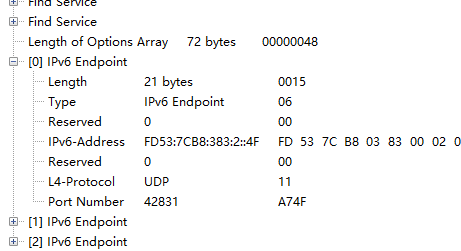 Find Service
Find Service
Length of Options Array 72 bytes 00000048
[0] IPv6 Endpoint
Length 21 bytes 0015
Type IPv6 Endpoint 06
Reserved 0 00
IPv6-Address FD53:7CB8:383:2::4F FD 53 7C B8 03 83 00 02 0
Reserved 0 00
L4-Protocol UDP 11
Port Number 42831 A74F
[1] IPv6 Endpoint
[2] IPv6 Endpoint